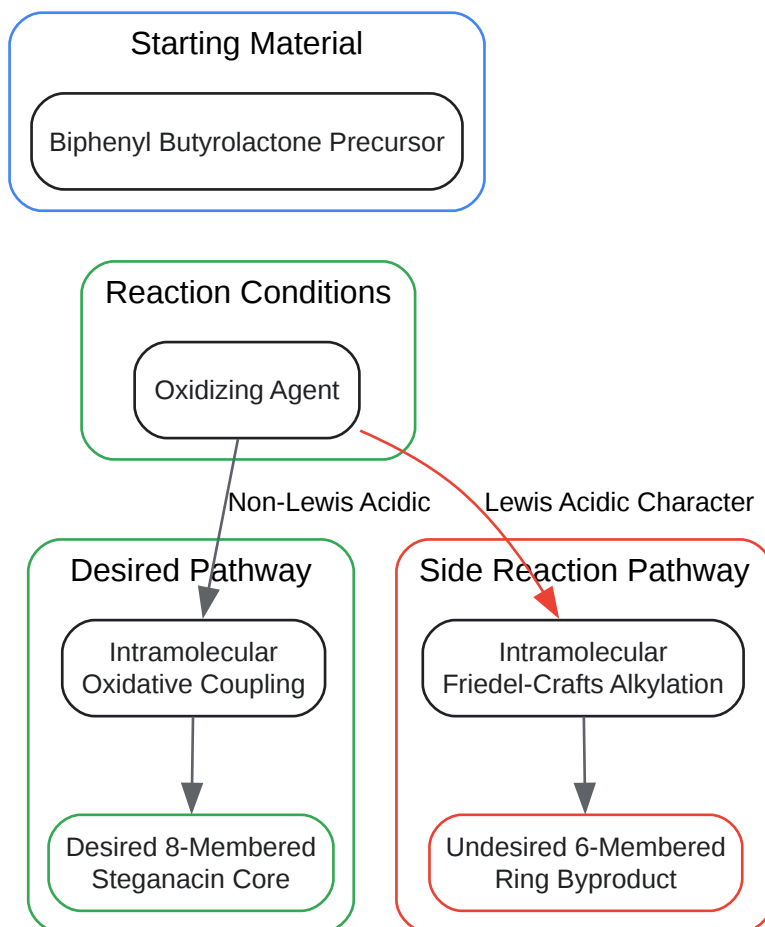 Starting Material
Biphenyl Butyrolactone Precursor
Reaction Conditions
Oxidizing Agent
Non-Lewis Acidic
Lewis Acidic Character
Desired Pathway
Intramolecular
Oxidative Coupling
Desired 8-Membered
Steganacin Core
Side Reaction Pathway
Intramolecular
Friedel-Crafts Alkylation
Undesired 6-Membered
Ring Byproduct